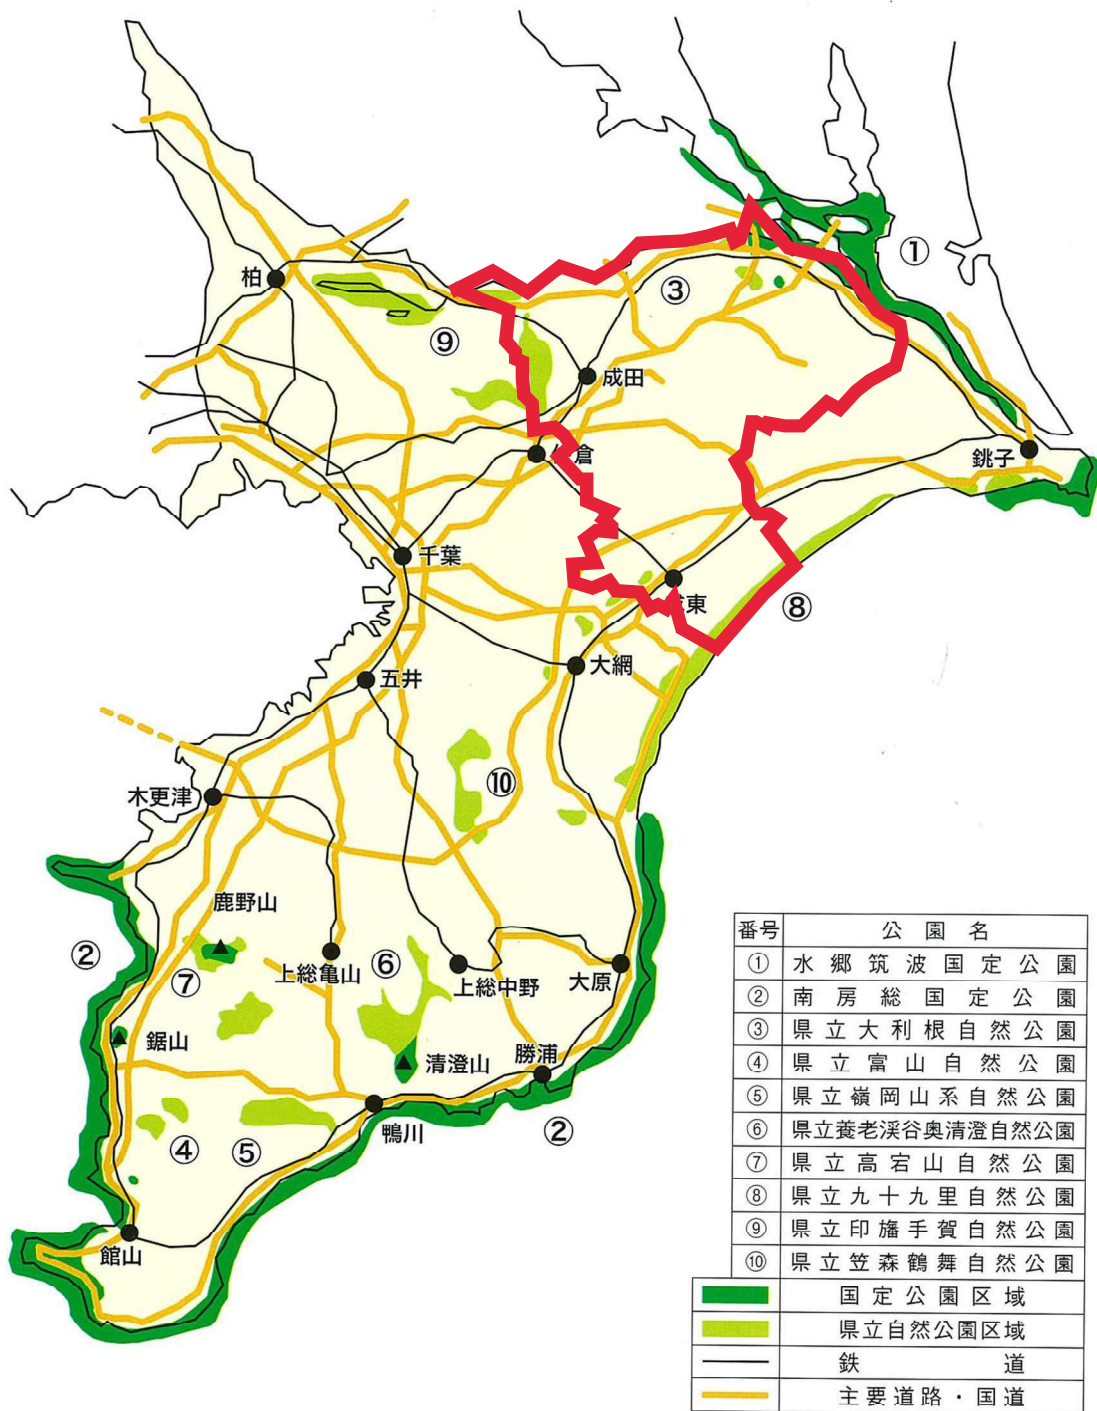 ①
柏
③
⑨
成田
倉
銚子
千葉
東
⑧
大網
五井
⑩
木更津
鹿野山
②
⑦
上総亀山
⑥
上総中野
大原
鋸山
清澄山
勝浦
②
鴨川
④
⑤
館山
番号 公園名
① 水郷筑波国定公園
② 南房総国定公園
③ 県立大利根自然公園
④ 県立富山自然公園
⑤ 県立嶺岡山系自然公園
⑥ 県立養老渓谷奥清澄自然公園
⑦ 県立高宕山自然公園
⑧ 県立九十九里自然公園
⑨ 県立印旛手賀自然公園
⑩ 県立笠森鶴舞自然公園
国定公園区域
県立自然公園区域
鉄道
主要道路・国道